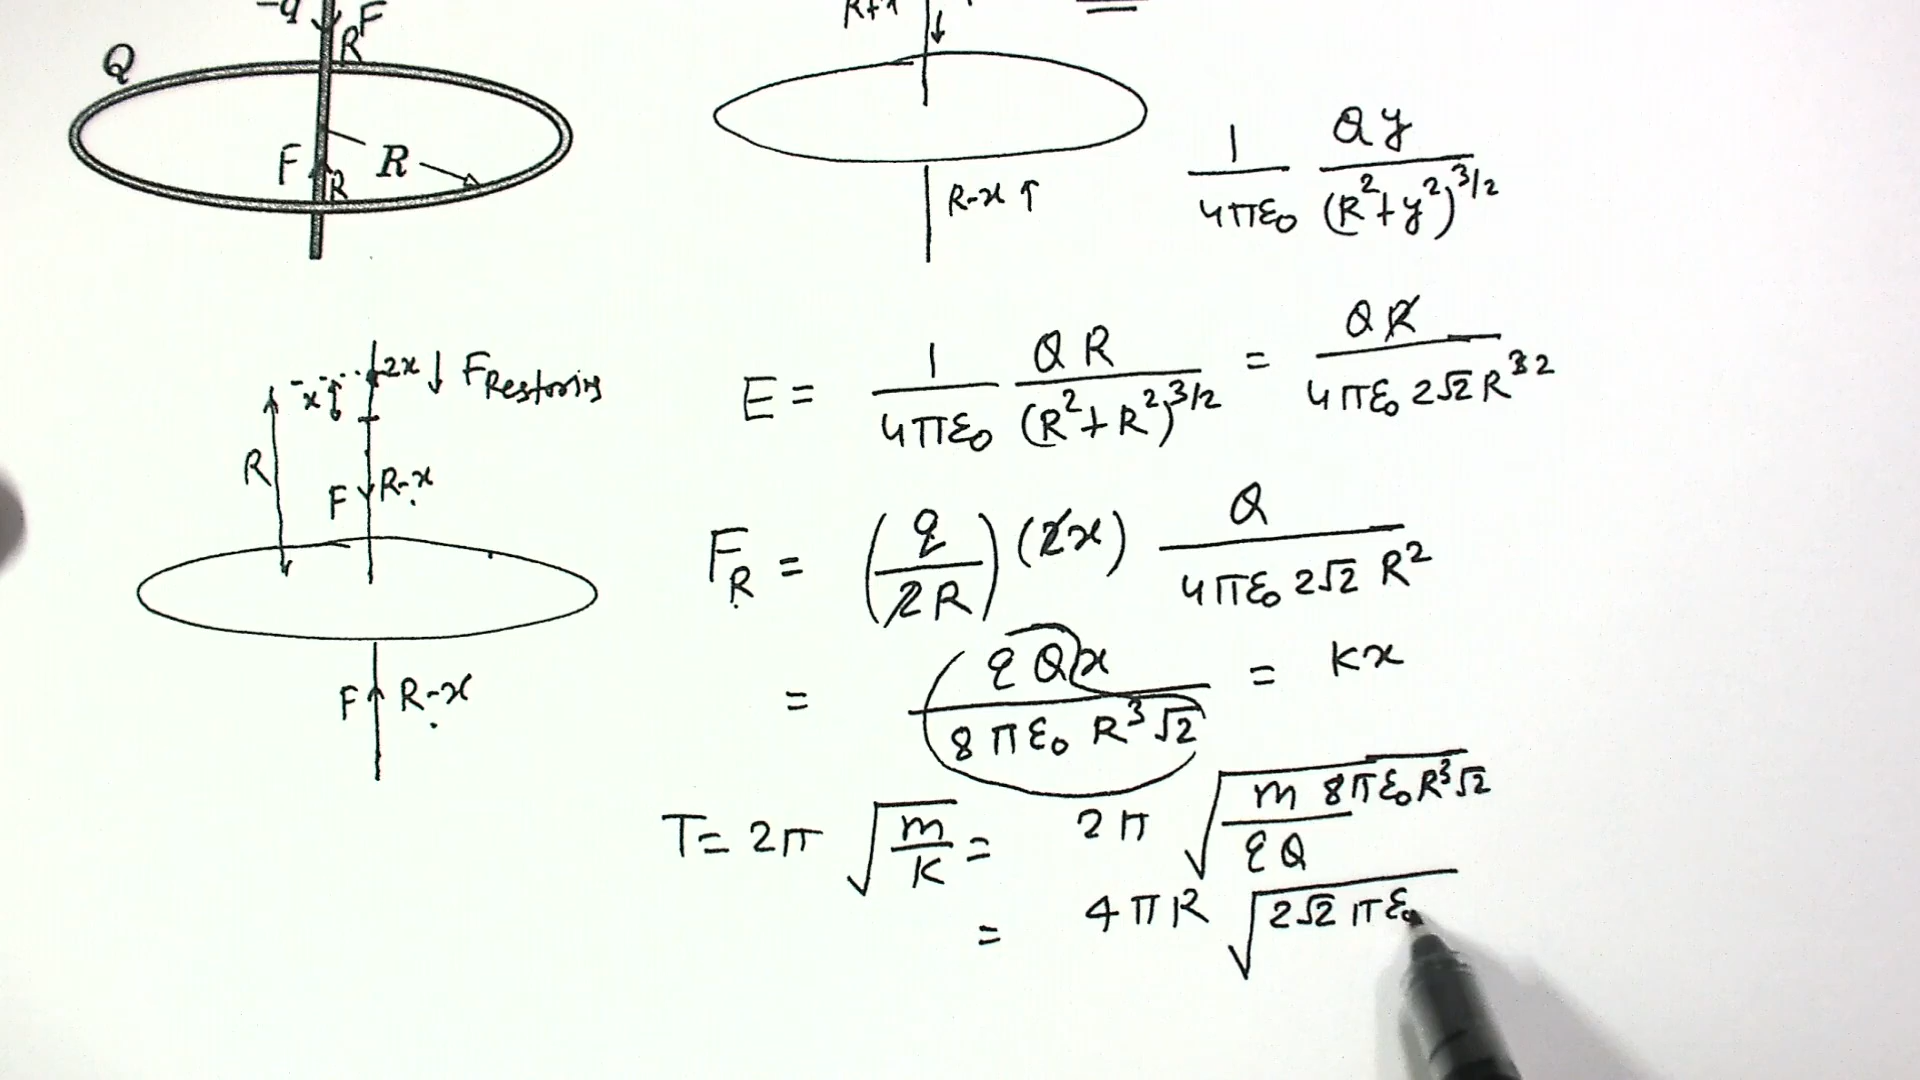 -q F
R
Q
F R R
R+x
R-x ↑
1/4πε₀ Qy/(R²+y²)^3/2
-x 2x ↓ F Restoring
R
F R-x
F R-x
E = 1/4πε₀ QR/(R²+R²)^3/2 = QR/4πε₀ 2√2 R³ 2
F_R = (q/2R) (2x) Q/4πε₀ 2√2 R²
= qQx/8πε₀ R³√2 = Kx
T = 2π √(m/K) = 2π √(m 8πε₀R³√2/qQ)
= 4πR √(2√2 πε₀